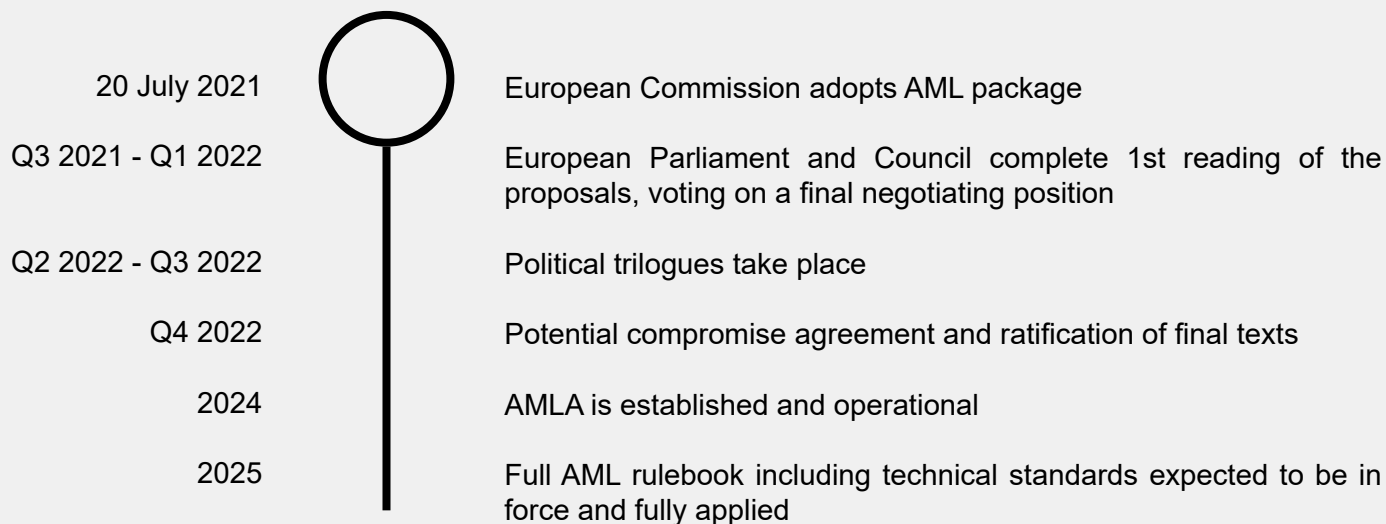 20 July 2021
European Commission adopts AML package
Q3 2021 - Q1 2022
European Parliament and Council complete 1st reading of the
proposals, voting on a final negotiating position
Q2 2022 - Q3 2022
Political trilogues take place
Q4 2022
Potential compromise agreement and ratification of final texts
2024
AMLA is established and operational
2025
Full AML rulebook including technical standards expected to be in
force and fully applied